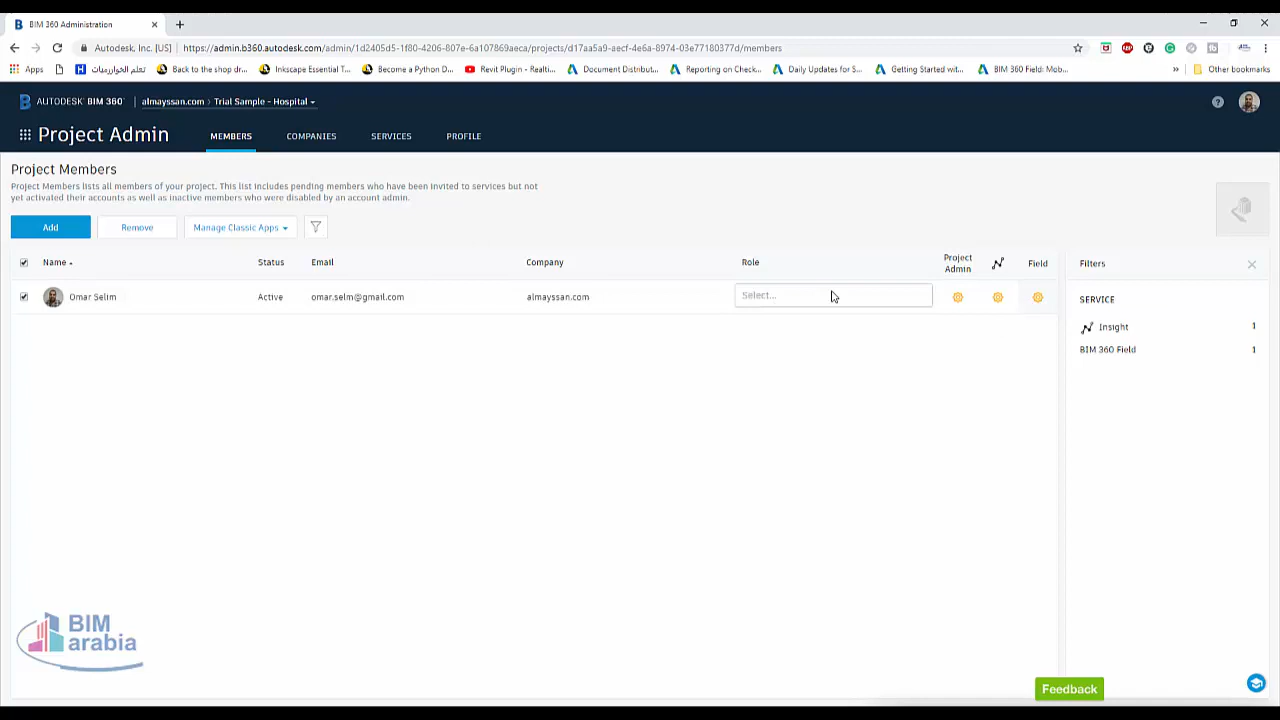 BIM 360 Administration
Autodesk, Inc. [US] https://admin.b360.autodesk.com/admin/1d2405d5-1f80-4206-807e-6a107869aeca/projects/d17aa5a9-aecf-4e6a-8974-03e77180377d/members
Apps تعلم الخوارزميات Back to the shop dr... Inkscape Essential T... Become a Python D... Revit Plugin - Realti... Document Distribut... Reporting on Check... Daily Updates for S... Getting Started wit... BIM 360 Field: Mob... » Other bookmarks
AUTODESK® BIM 360™ almayssan.com > Trial Sample - Hospital
Project Admin MEMBERS COMPANIES SERVICES PROFILE
Project Members
Project Members lists all members of your project. This list includes pending members who have been invited to services but not
yet activated their accounts as well as inactive members who were disabled by an account admin.
Add Remove Manage Classic Apps
Name Status Email Company Role Project Admin Field
Omar Selim Active omar.selm@gmail.com almayssan.com Select...
Filters
SERVICE
Insight 1
BIM 360 Field 1
BIM
arabia
Feedback